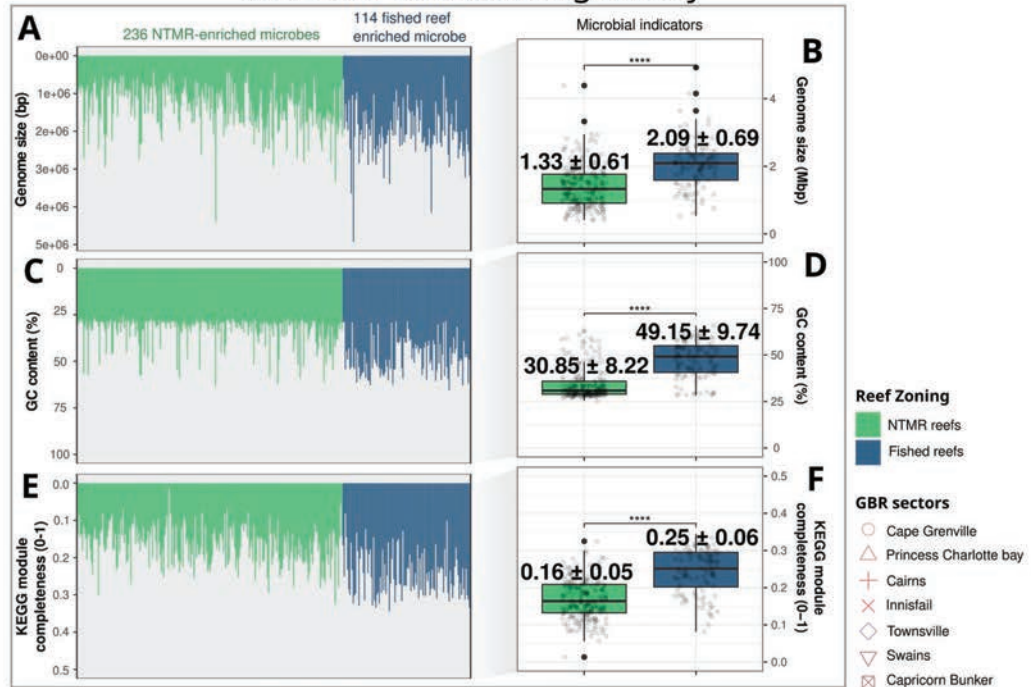 A
236 NTMR-enriched microbes
114 fished reef
enriched microbe
Genome size (bp)
0e+00
1e+06
2e+06
3e+06
4e+06
5e+06
Microbial indicators
B
****
1.33 ± 0.61
2.09 ± 0.69
4
2
0
Genome size (Mbp)
C
GC content (%)
0
25
50
75
100
D
****
30.85 ± 8.22
49.15 ± 9.74
100
75
50
25
0
GC content (%)
E
KEGG module
completeness (0-1)
0.0
0.1
0.2
0.3
0.4
0.5
F
****
0.16 ± 0.05
0.25 ± 0.06
0.5
0.4
0.3
0.2
0.1
0.0
KEGG module
completeness (0–1)
Reef Zoning
NTMR reefs
Fished reefs
GBR sectors
Cape Grenville
Princess Charlotte bay
Cairns
Innisfail
Townsville
Swains
Capricorn Bunker